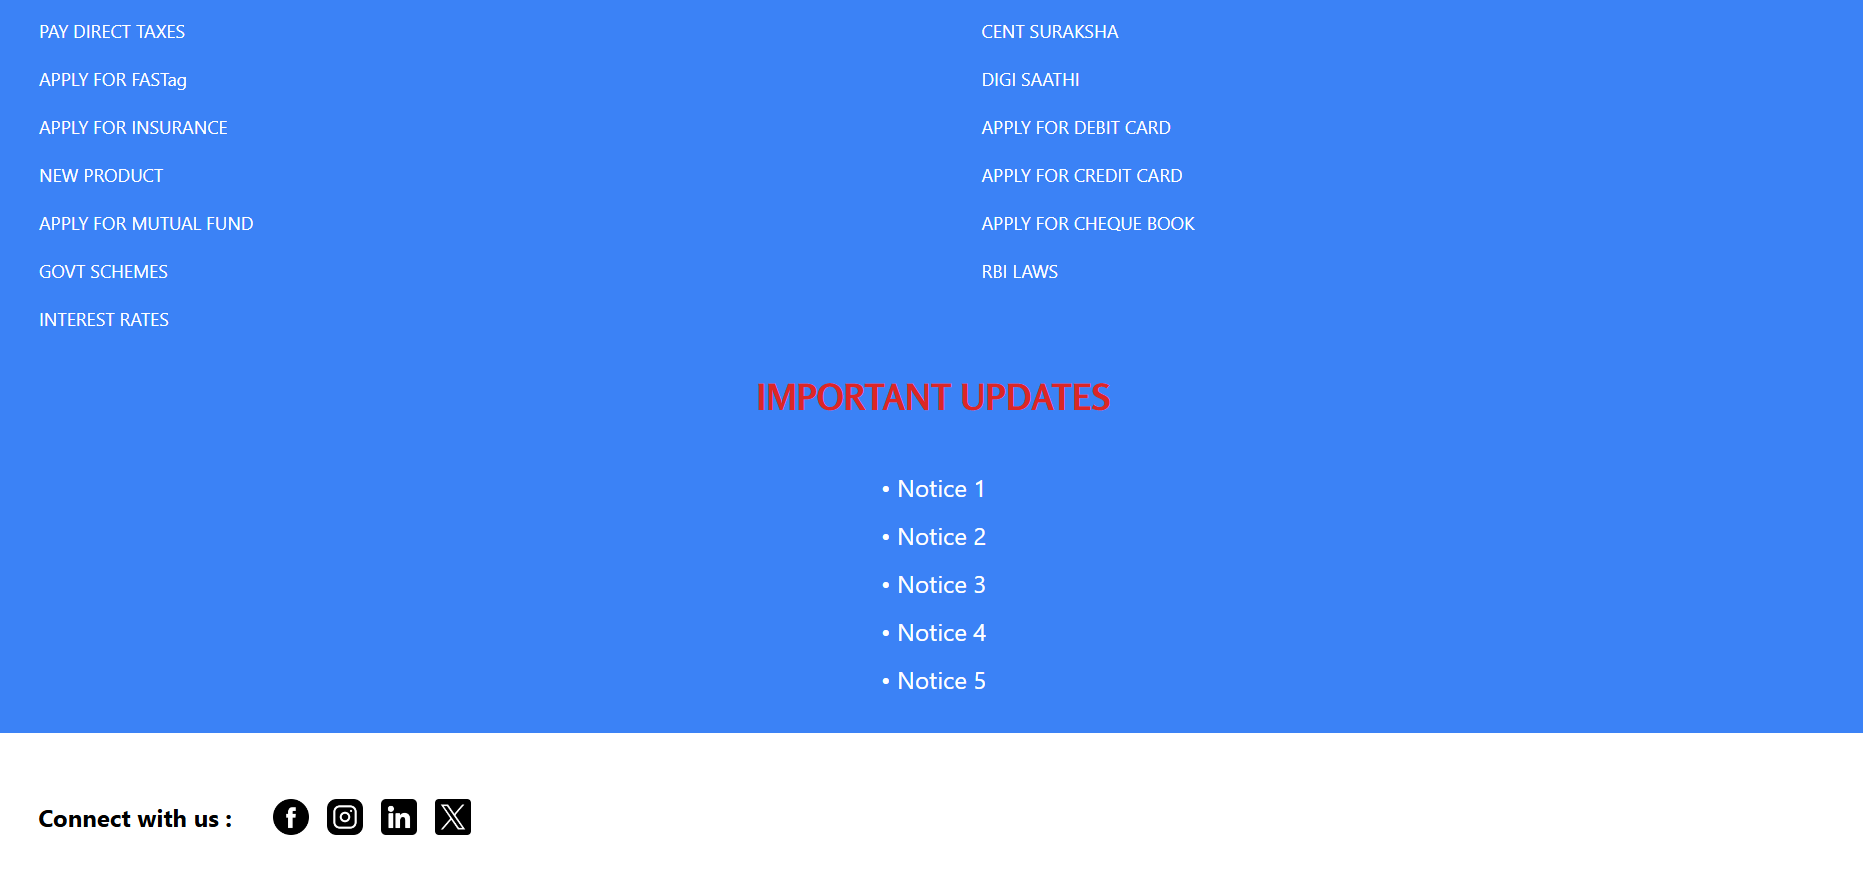 PAY DIRECT TAXES
APPLY FOR FASTag
APPLY FOR INSURANCE
NEW PRODUCT
APPLY FOR MUTUAL FUND
GOVT SCHEMES
INTEREST RATES
CENT SURAKSHA
DIGI SAATHI
APPLY FOR DEBIT CARD
APPLY FOR CREDIT CARD
APPLY FOR CHEQUE BOOK
RBI LAWS
IMPORTANT UPDATES
• Notice 1
• Notice 2
• Notice 3
• Notice 4
• Notice 5
Connect with us :